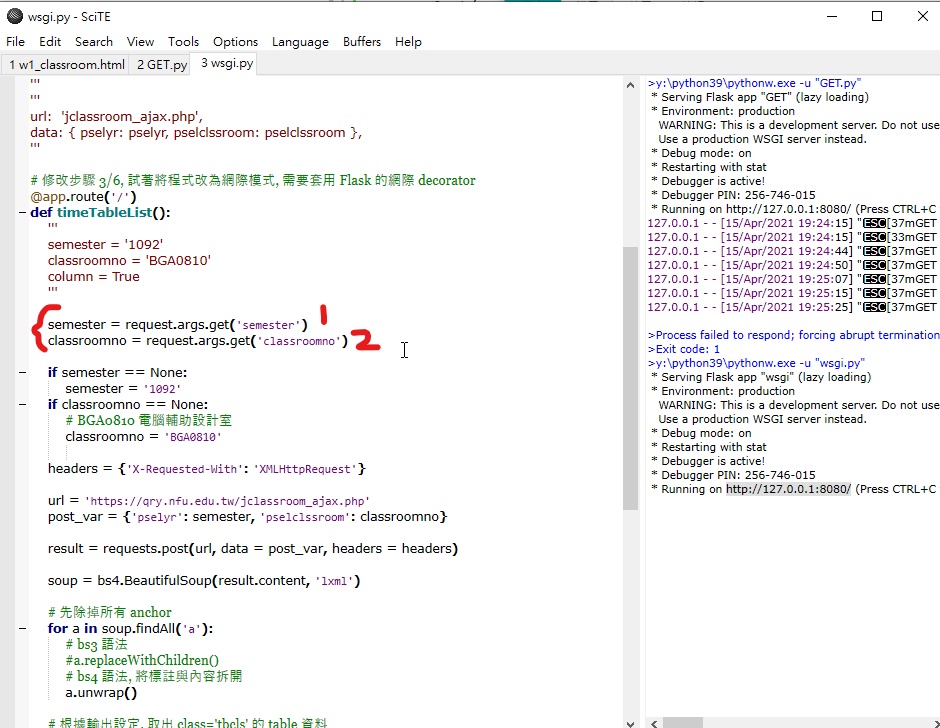 wsgi.py - SciTE
File Edit Search View Tools Options Language Buffers Help
1 w1_classroom.html 2 GET.py 3 wsgi.py
'''
'''
url: 'jclassroom_ajax.php',
data: { pselyr: pselyr, pselclssroom: pselclssroom },
'''
# 修改步驟 3/6, 試著將程式改為網際模式, 需要套用 Flask 的網際 decorator
@app.route('/')
def timeTableList():
'''
semester = '1092'
classroomno = 'BGA0810'
column = True
'''
semester = request.args.get('semester') 1
classroomno = request.args.get('classroomno') 2
if semester == None:
semester = '1092'
if classroomno == None:
# BGA0810 電腦輔助設計室
classroomno = 'BGA0810'
headers = {'X-Requested-With': 'XMLHttpRequest'}
url = 'https://qry.nfu.edu.tw/jclassroom_ajax.php'
post_var = {'pselyr': semester, 'pselclssroom': classroomno}
result = requests.post(url, data = post_var, headers = headers)
soup = bs4.BeautifulSoup(result.content, 'lxml')
# 先除掉所有 anchor
for a in soup.findAll('a'):
# bs3 語法
#a.replaceWithChildren()
# bs4 語法, 將標註與內容拆開
a.unwrap()
# 根據輸出設定, 取出 class='tbcls' 的 table 資料
>y:\python39\pythonw.exe -u "GET.py"
* Serving Flask app "GET" (lazy loading)
* Environment: production
WARNING: This is a development server. Do not use
Use a production WSGI server instead.
* Debug mode: on
* Restarting with stat
* Debugger is active!
* Debugger PIN: 256-746-015
* Running on http://127.0.0.1:8080/ (Press CTRL+C
127.0.0.1 - - [15/Apr/2021 19:24:15] "ESC[37mGET
127.0.0.1 - - [15/Apr/2021 19:24:15] "ESC[33mGET
127.0.0.1 - - [15/Apr/2021 19:24:44] "ESC[37mGET
127.0.0.1 - - [15/Apr/2021 19:24:50] "ESC[37mGET
127.0.0.1 - - [15/Apr/2021 19:25:07] "ESC[37mGET
127.0.0.1 - - [15/Apr/2021 19:25:15] "ESC[37mGET
127.0.0.1 - - [15/Apr/2021 19:25:25] "ESC[37mGET
>Process failed to respond; forcing abrupt termination
>Exit code: 1
>y:\python39\pythonw.exe -u "wsgi.py"
* Serving Flask app "wsgi" (lazy loading)
* Environment: production
WARNING: This is a development server. Do not use
Use a production WSGI server instead.
* Debug mode: on
* Restarting with stat
* Debugger is active!
* Debugger PIN: 256-746-015
* Running on http://127.0.0.1:8080/ (Press CTRL+C